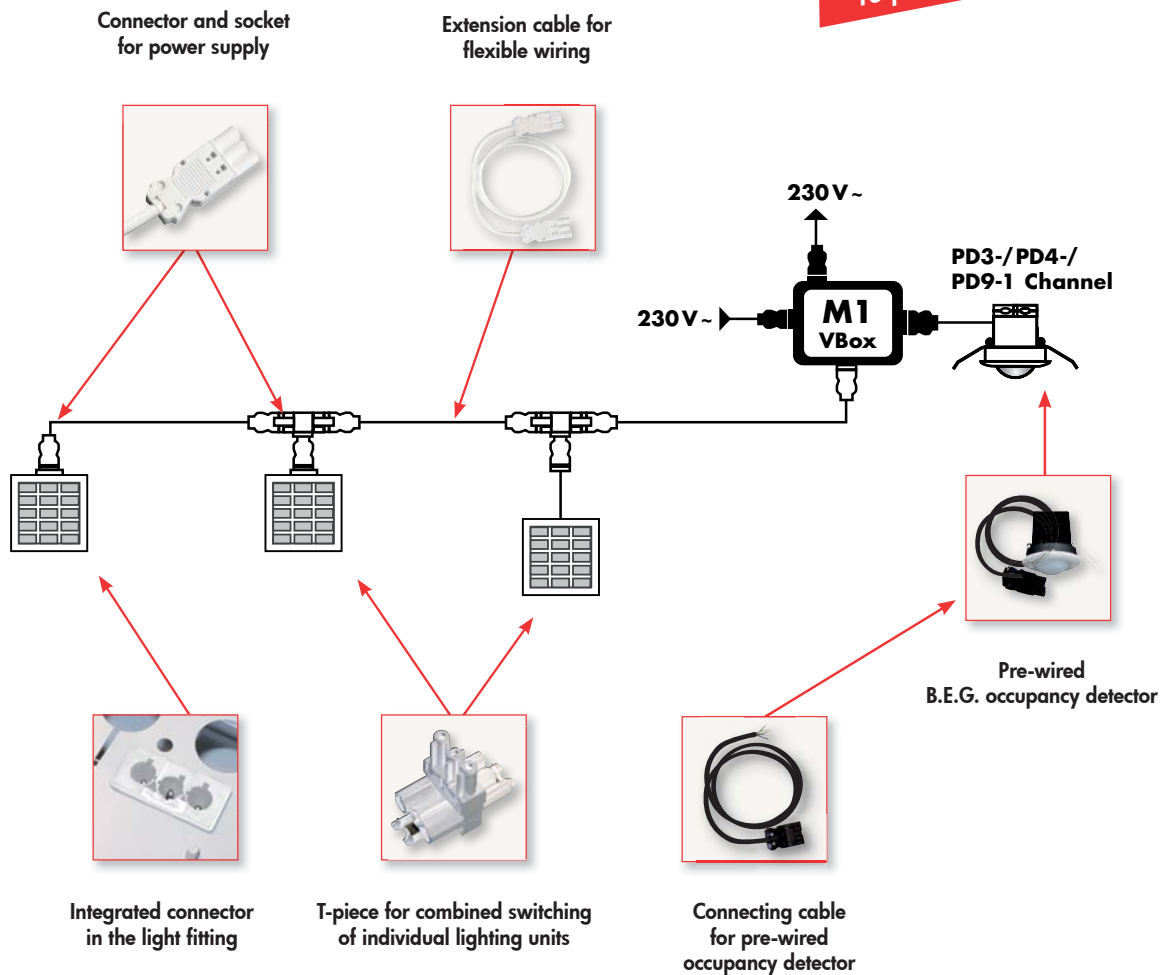 Connector and socket
for power supply
Extension cable for
flexible wiring
230 V ~
230 V ~
M1
VBox
PD3-/ PD4-/
PD9-1 Channel
Pre-wired
B.E.G. occupancy detector
Integrated connector
in the light fitting
T-piece for combined switching
of individual lighting units
Connecting cable
for pre-wired
occupancy detector